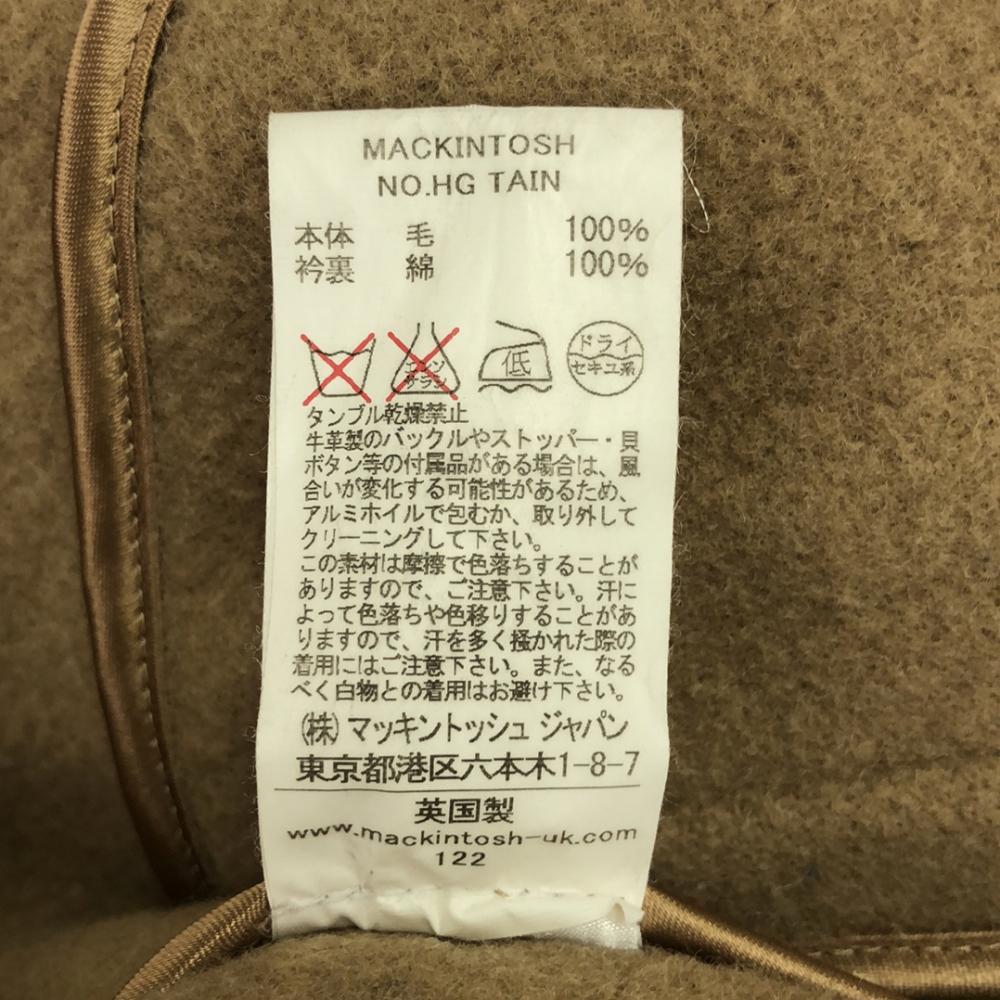 MACKINTOSH
NO.HG TAIN
本体 毛 100%
衿裏 綿 100%
エンソ サラシ 低 ドライ セキユ系
タンブル乾燥禁止
牛革製のバックルやストッパー・貝
ボタン等の付属品がある場合は、風
合いが変化する可能性があるため、
アルミホイルで包むか、取り外して
クリーニングして下さい。
この素材は摩擦で色落ちすることが
ありますので、ご注意下さい。汗に
よって色落ちや色移りすることがあ
りますので、汗を多く掻かれた際の
着用にはご注意下さい。また、なる
べく白物との着用はお避け下さい。
㈱ マッキントッシュ ジャパン
東京都港区六本木1-8-7
英国製
www.mackintosh-uk.com
122